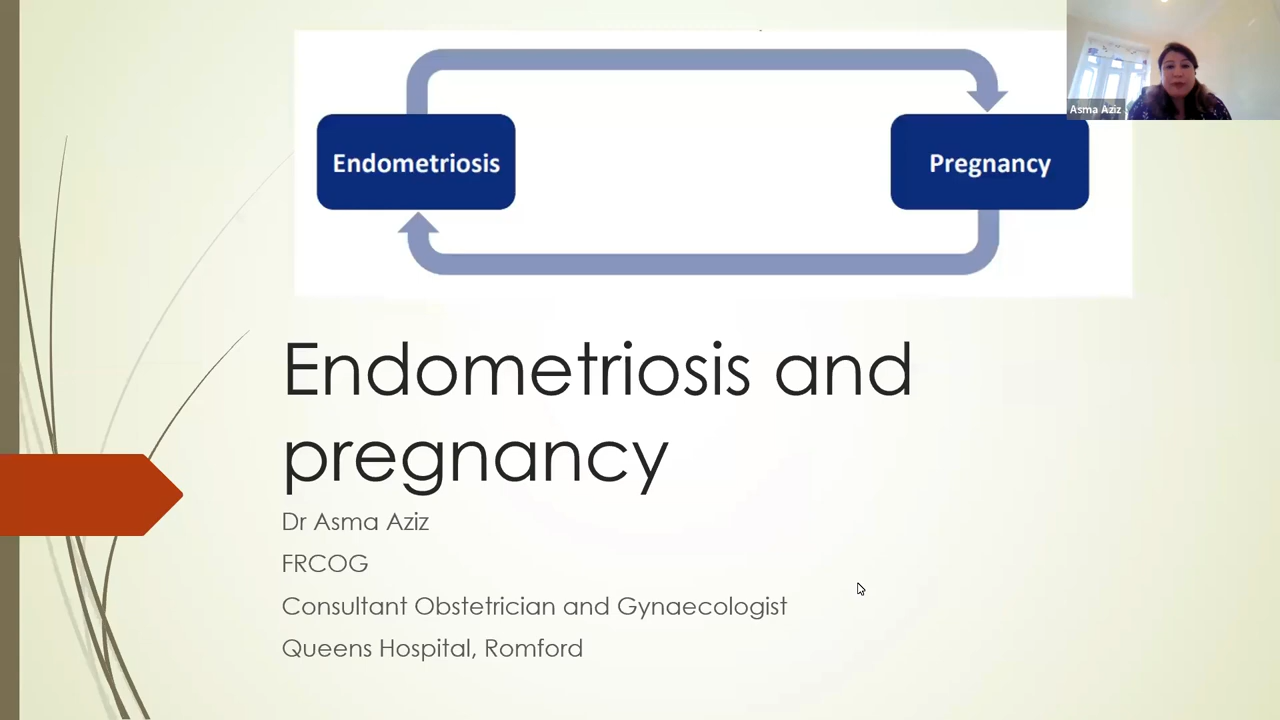 Asma Aziz
Endometriosis
Pregnancy
Endometriosis and
pregnancy
Dr Asma Aziz
FRCOG
Consultant Obstetrician and Gynaecologist
Queens Hospital, Romford